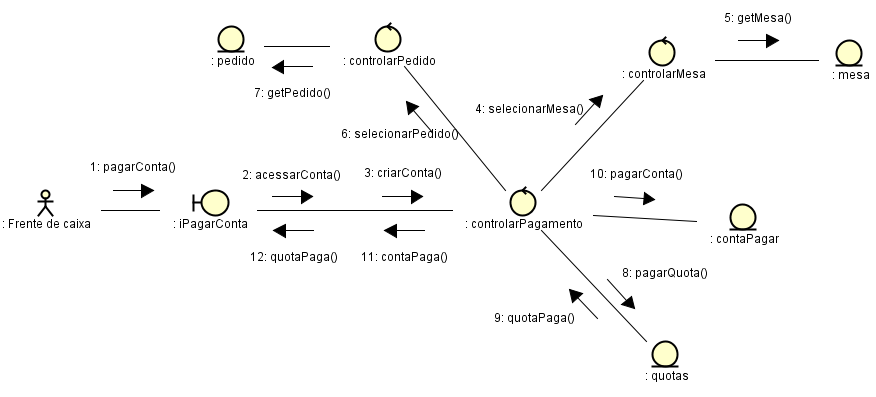 5: getMesa()
: pedido
: controlarPedido
: controlarMesa
: mesa
7: getPedido()
4: selecionarMesa()
6: selecionarPedido()
1: pagarConta()
2: acessarConta()
3: criarConta()
10: pagarConta()
: Frente de caixa
: iPagarConta
: controlarPagamento
: contaPagar
12: quotaPaga()
11: contaPaga()
8: pagarQuota()
9: quotaPaga()
: quotas